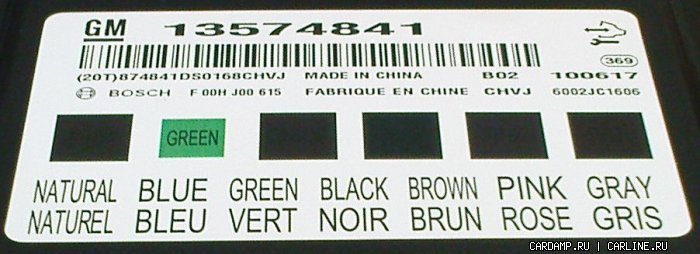 GM 13574841
369
(20T)874841DS0168CHVJ MADE IN CHINA B02 100617
BOSCH F 00H J00 615 FABRIQUE EN CHINE CHVJ 6002JC1606
GREEN
NATURAL BLUE GREEN BLACK BROWN PINK GRAY
NATUREL BLEU VERT NOIR BRUN ROSE GRIS
CARDAMP.RU | CARLINE.RU